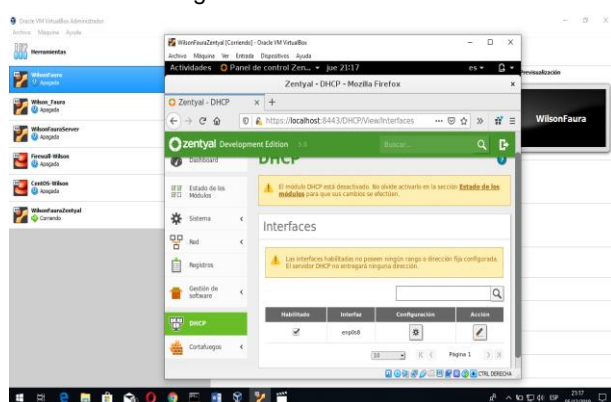 Oracle VM VirtualBox Administrador
Archivo Máquina Ayuda
Herramientas
WilsonFaura
Apagada
Wilson_Faura
Apagada
WilsonFauraServer
Apagada
Firewall-Wilson
Apagada
CentOS-Wilson
Apagada
WilsonFauraZentyal
Corriendo
Previsualización
WilsonFaura
WilsonFauraZentyal [Corriendo] - Oracle VM VirtualBox
Archivo Máquina Ver Entrada Dispositivos Ayuda
Actividades Panel de control Zen... jue 21:17 es
Zentyal - DHCP - Mozilla Firefox
Zentyal - DHCP
https://localhost:8443/DHCP/View/Interfaces
zentyal Development Edition
Buscar...
Dashboard
DHCP
Estado de los Módulos
Sistema
Red
Registros
Gestión de software
DHCP
Cortafuegos
El módulo DHCP está desactivado. No olvide activarlo en la sección Estado de los
módulos para que sus cambios se efectúen.
Interfaces
Las interfaces habilitadas no poseen ningún rango o dirección fija configurada.
El servidor DHCP no entregará ninguna dirección.
Habilitado Interfaz Configuración Acción
enp0s8
10 Página 1
CTRL DERECHA
ESP 21:17